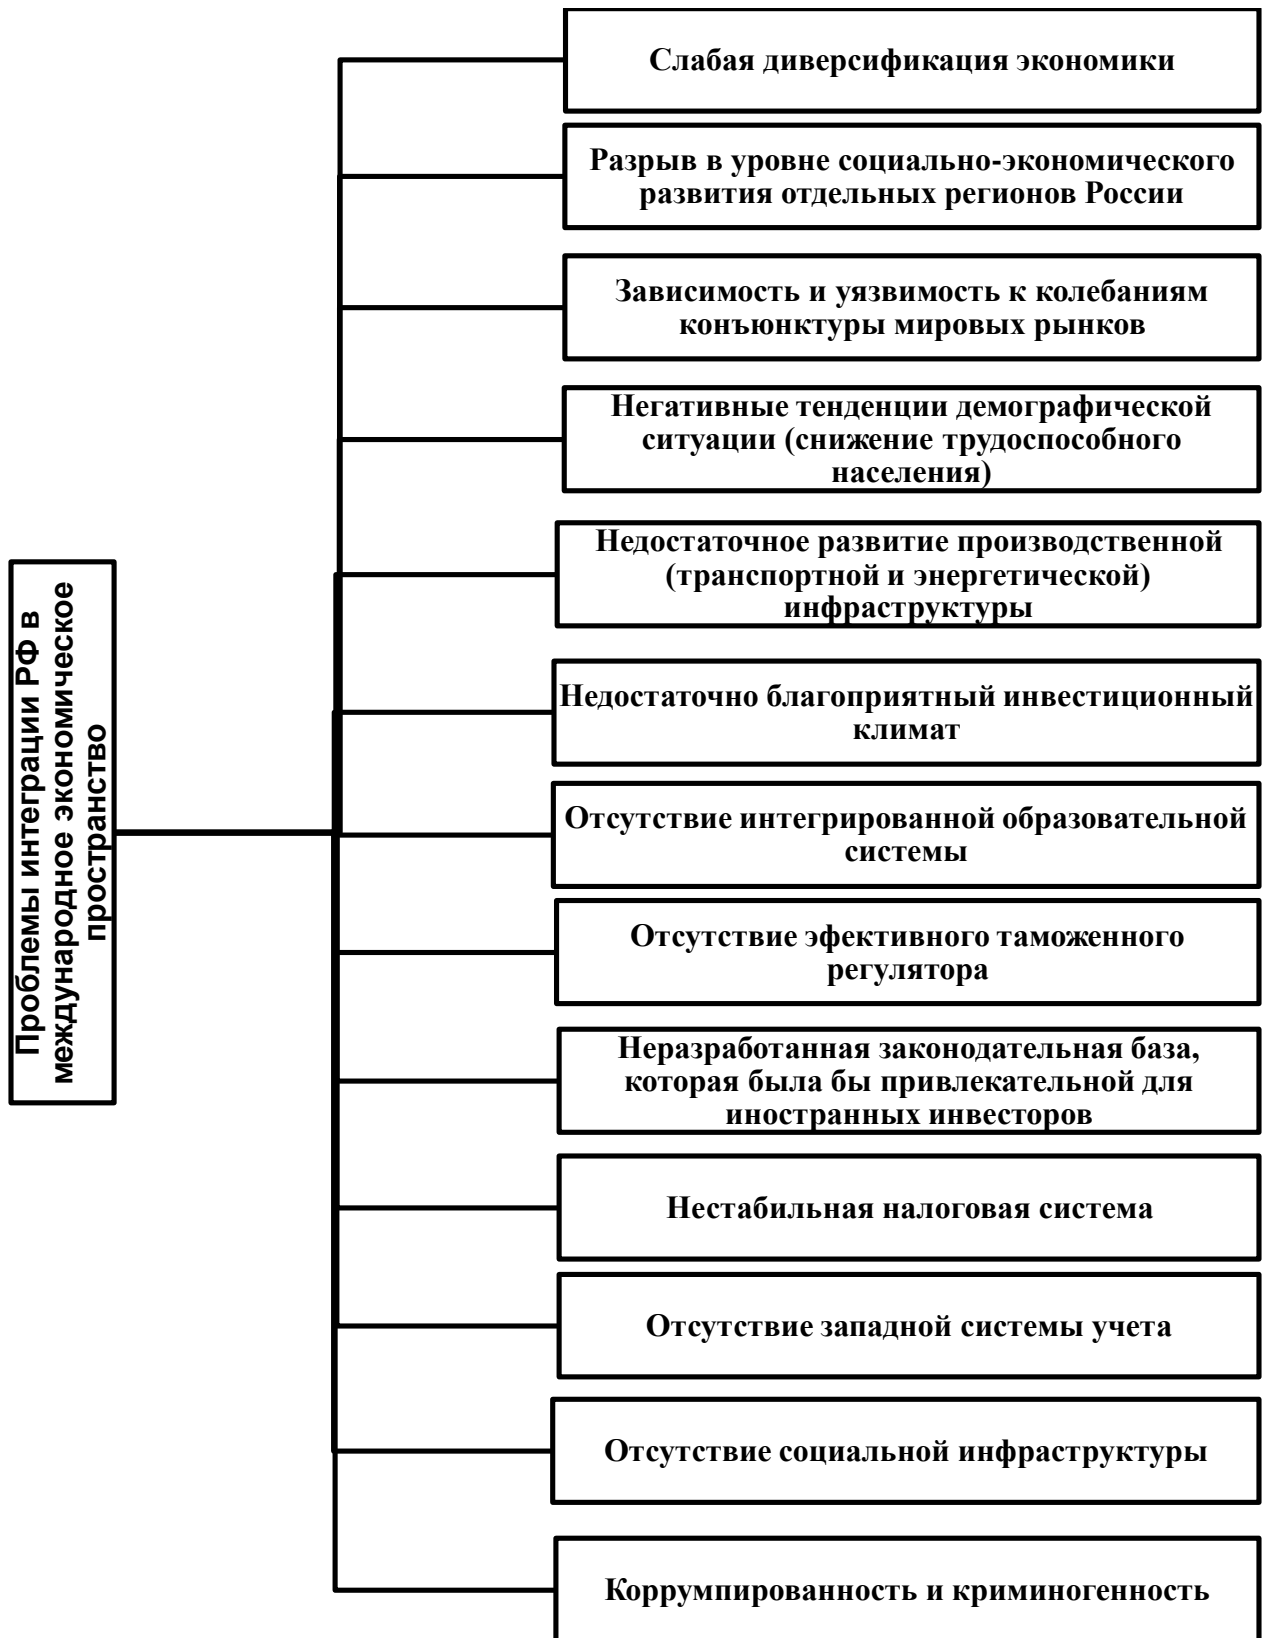 Проблемы интеграции РФ в
международное экономическое
пространство
Слабая диверсификация экономики
Разрыв в уровне социально-экономического
развития отдельных регионов России
Зависимость и уязвимость к колебаниям
конъюнктуры мировых рынков
Негативные тенденции демографической
ситуации (снижение трудоспособного
населения)
Недостаточное развитие производственной
(транспортной и энергетической)
инфраструктуры
Недостаточно благоприятный инвестиционный
климат
Отсутствие интегрированной образовательной
системы
Отсутствие эфективного таможенного
регулятора
Неразработанная законодательная база,
которая была бы привлекательной для
иностранных инвесторов
Нестабильная налоговая система
Отсутствие западной системы учета
Отсутствие социальной инфраструктуры
Коррумпированность и криминогенность